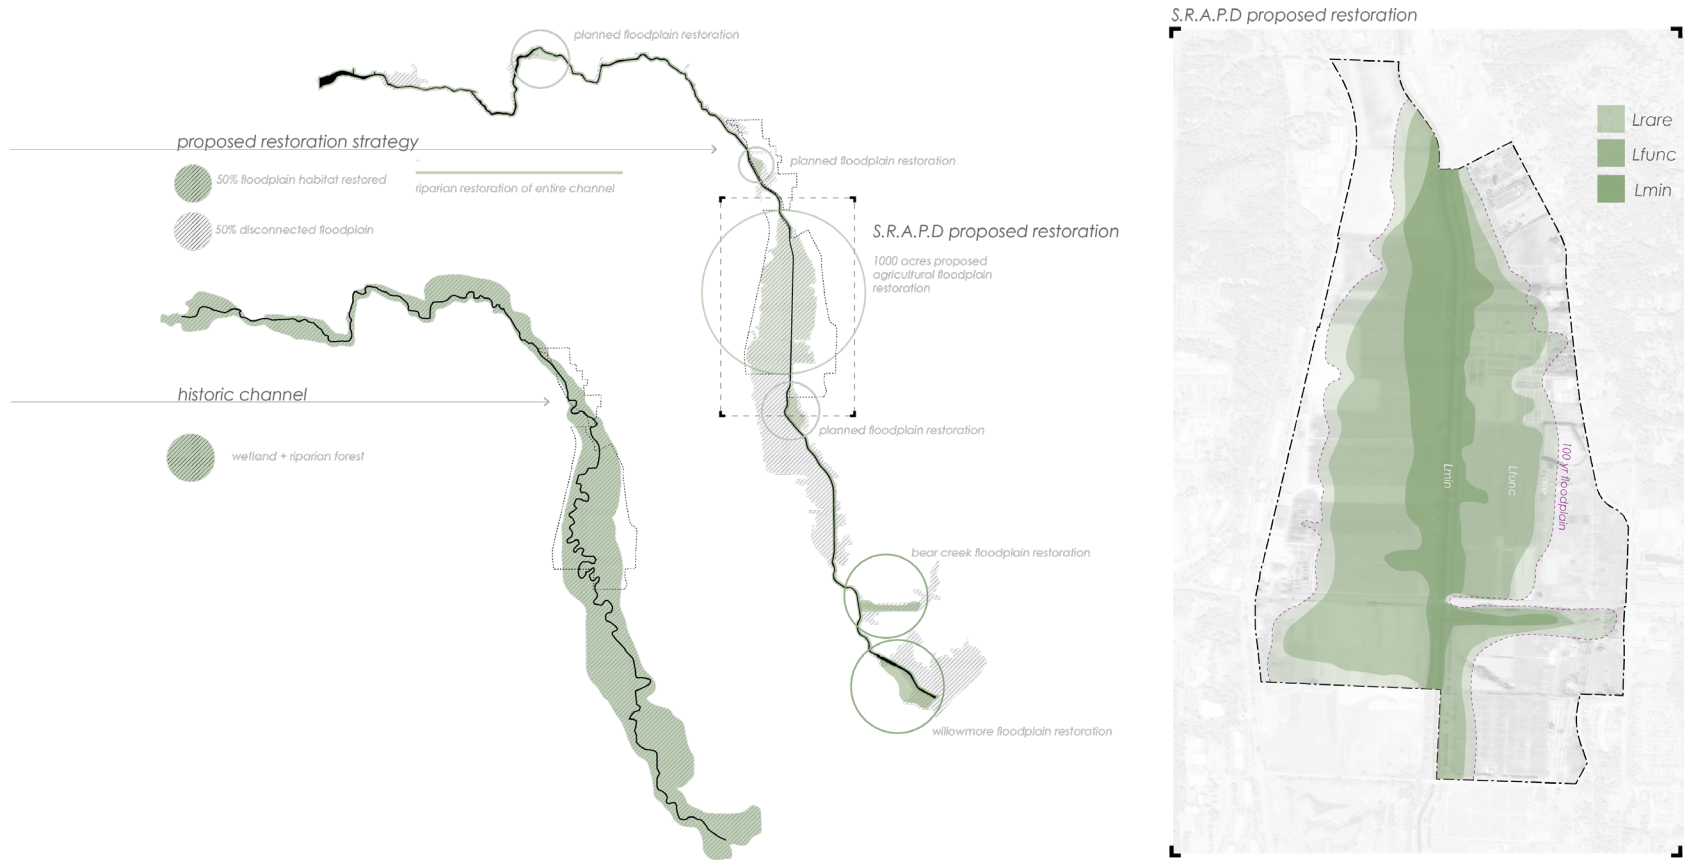 planned floodplain restoration
proposed restoration strategy
50% floodplain habitat restored
riparian restoration of entire channel
50% disconnected floodplain
planned floodplain restoration
S.R.A.P.D proposed restoration
1000 acres proposed
agricultural floodplain
restoration
planned floodplain restoration
historic channel
wetland + riparian forest
bear creek floodplain restoration
willowmore floodplain restoration
S.R.A.P.D proposed restoration
Lrare
Lfunc
Lmin
Lmin
Lfunc
100 yr floodplain